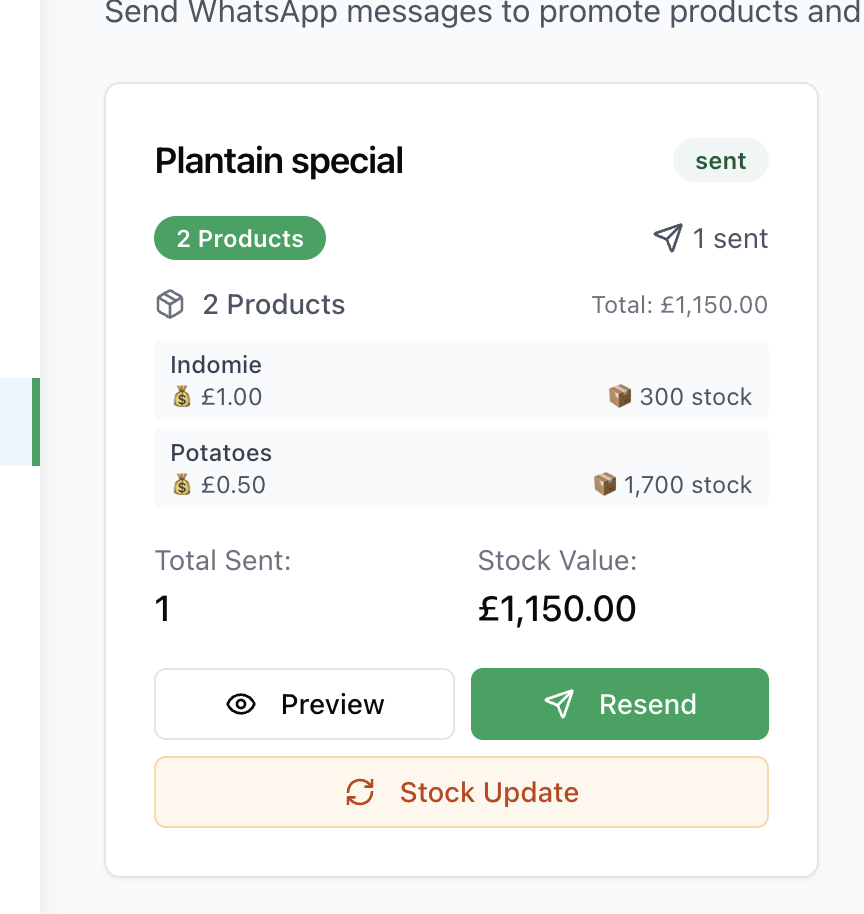 Send WhatsApp messages to promote products and
Plantain special
sent
2 Products
1 sent
2 Products
Total: £1,150.00
Indomie
£1.00
300 stock
Potatoes
£0.50
1,700 stock
Total Sent:
Stock Value:
1
£1,150.00
Preview
Resend
Stock Update